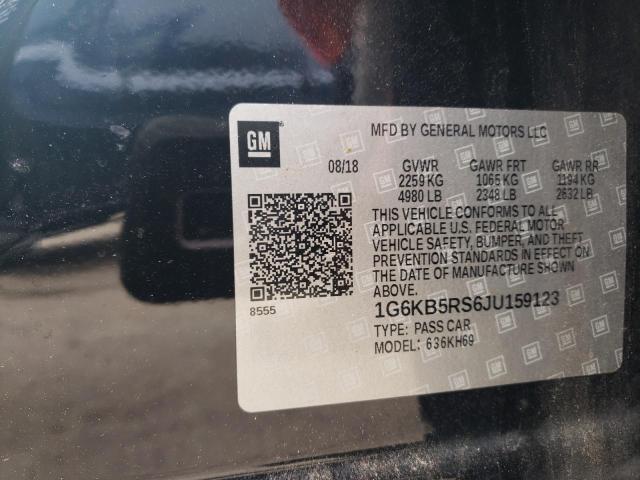 GM
MFD BY GENERAL MOTORS LLC
08/18 GVWR GAWR FRT GAWR RR
2259 KG 1065 KG 1194 KG
4980 LB 2348 LB 2632 LB
THIS VEHICLE CONFORMS TO ALL
APPLICABLE U.S. FEDERAL MOTOR
VEHICLE SAFETY, BUMPER, AND THEFT
PREVENTION STANDARDS IN EFFECT ON
THE DATE OF MANUFACTURE SHOWN
ABOVE.
8555
1G6KB5RS6JU159123
TYPE: PASS CAR
MODEL: 636KH69